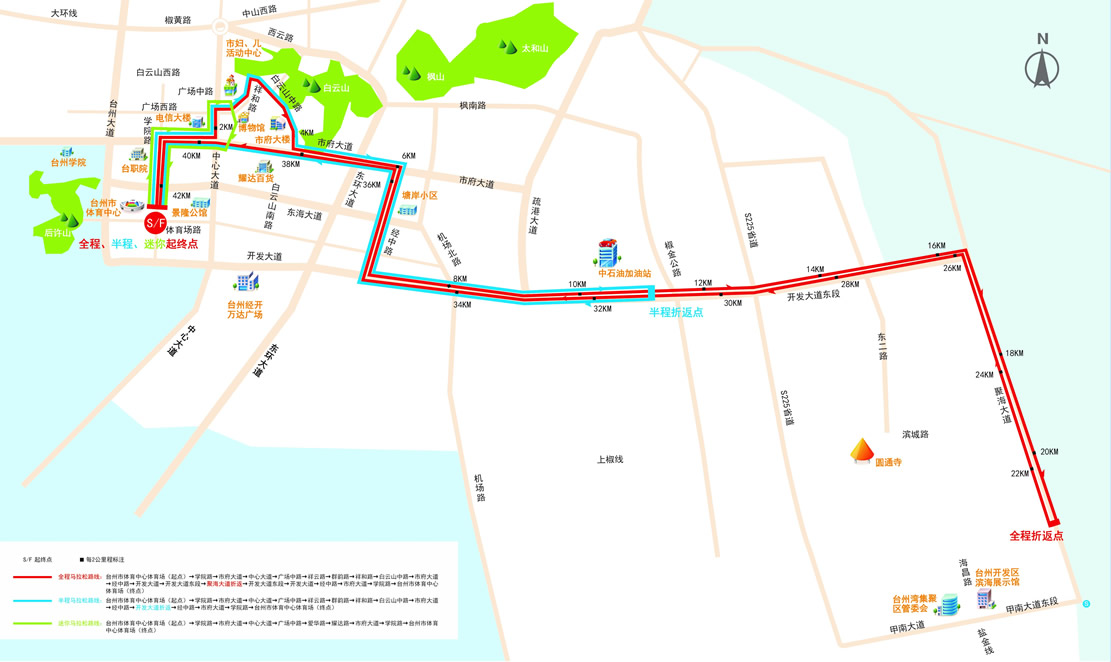 大环线
椒黄路
中山西路
西云路
市妇、儿
活动中心
N
太和山
枫山
白云山西路
白云中路
白云山
广场中路
祥和路
广场西路
台州大道
学院路
电信大楼
2KM
博物馆
4KM
枫南路
市府大楼
市府大道
台州学院
台职院
40KM
38KM
6KM
36KM
中心大道
耀达百货
市府大道
42KM
白云山南路
东环大道
塘岸小区
台州市
体育中心
景隆公馆
东海大道
疏港大道
S/F
体育场路
后许山
全程、半程、迷你起终点
经中路
机场北路
椒金公路
S225省道
开发大道
中石油加油站
16KM
26KM
8KM
34KM
10KM
32KM
12KM
30KM
14KM
28KM
开发大道东段
半程折返点
台州经开
万达广场
中心大道
东环大道
东二路
18KM
24KM
聚海大道
S225省道
滨城路
圆通寺
上椒线
20KM
22KM
机场路
全程折返点
海昌路
台州开发区
滨海展示馆
台州湾集聚
区管委会
甲南大道东段
甲南大道
盐金线
S/F 起终点
■ 每2公里程标注
全程马拉松路线：台州市体育中心体育场（起点）→学院路→市府大道→中心大道→广场中路→祥云路→群韵路→祥和路→白云山中路→市府大道
→经中路→开发大道→开发大道东段→聚海大道折返→开发大道东段→开发大道→经中路→市府大道→学院路→台州市体育中心
体育场（终点）
半程马拉松路线：台州市体育中心体育场（起点）→学院路→市府大道→中心大道→广场中路→祥云路→群韵路→祥和路→白云山中路→市府大道
→经中路→开发大道折返→经中路→市府大道→学院路→台州市体育中心体育场（终点）
迷你马拉松路线：台州市体育中心体育场（起点）→学院路→市府大道→中心大道→广场中路→爱华路→耀达路→市府大道→学院路→台州市体育
中心体育场（终点）